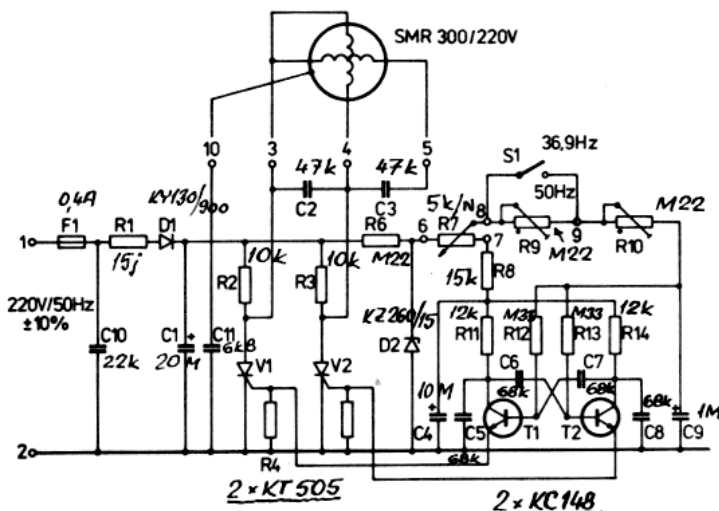 SMR 300/220V
10
3
4
5
S1
36,9Hz
50Hz
47k
47k
C2
C3
0,4A
F1
R1
15j
D1
KY130/900
R6
M22
6
5k/N
R7
8
7
R9
M22
9
M22
R10
1
10k
R2
10k
R3
15k
R8
220V/50Hz
±10%
C10
22k
C1
20
M
+
C11
6k8
V1
V2
KZ260/15
D2
12k
R11
M33
R12
M33
R13
12k
R14
C6
68k
C7
68k
10M
+
C4
C5
68k
T1
T2
68k
C8
+
C9
1M
R4
2
2×KT505
2×KC148